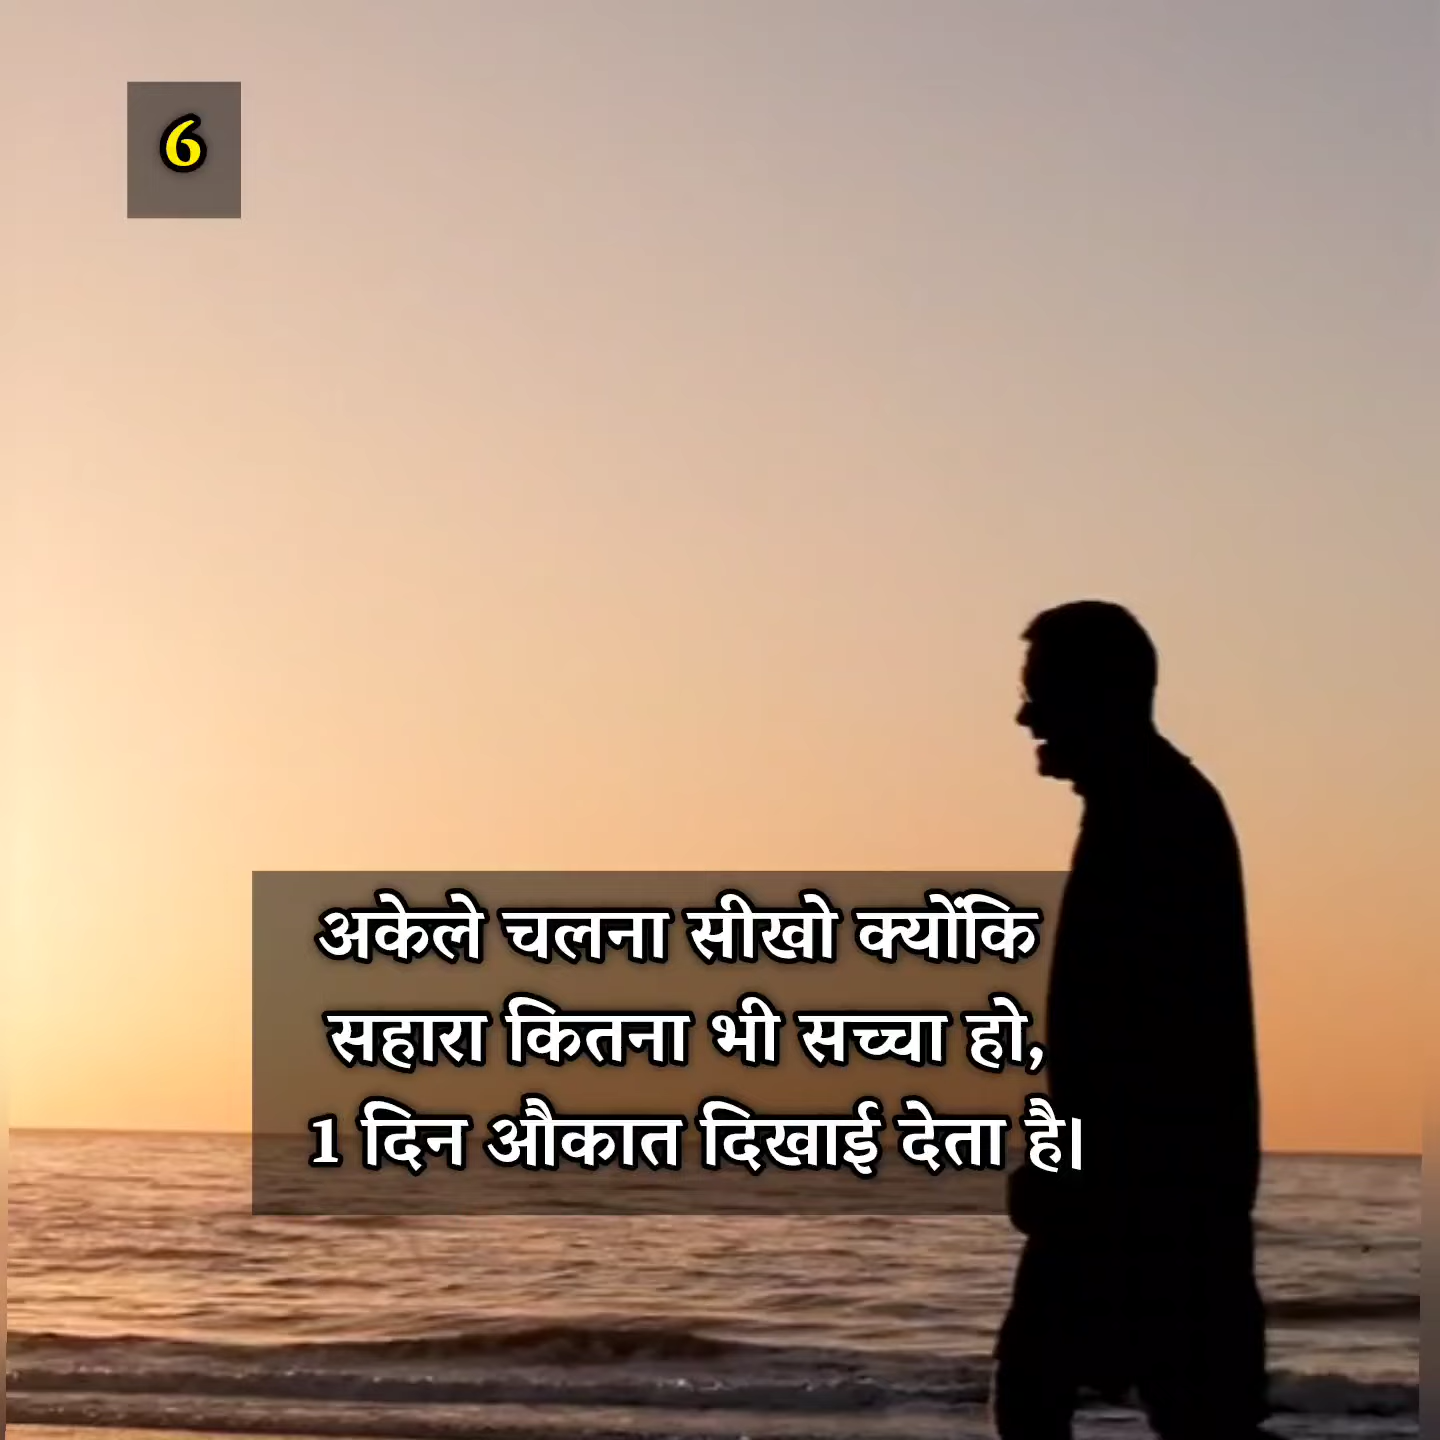 6
अकेले चलना सीखो क्योंकि
सहारा कितना भी सच्चा हो,
1 दिन औकात दिखाई देता है।